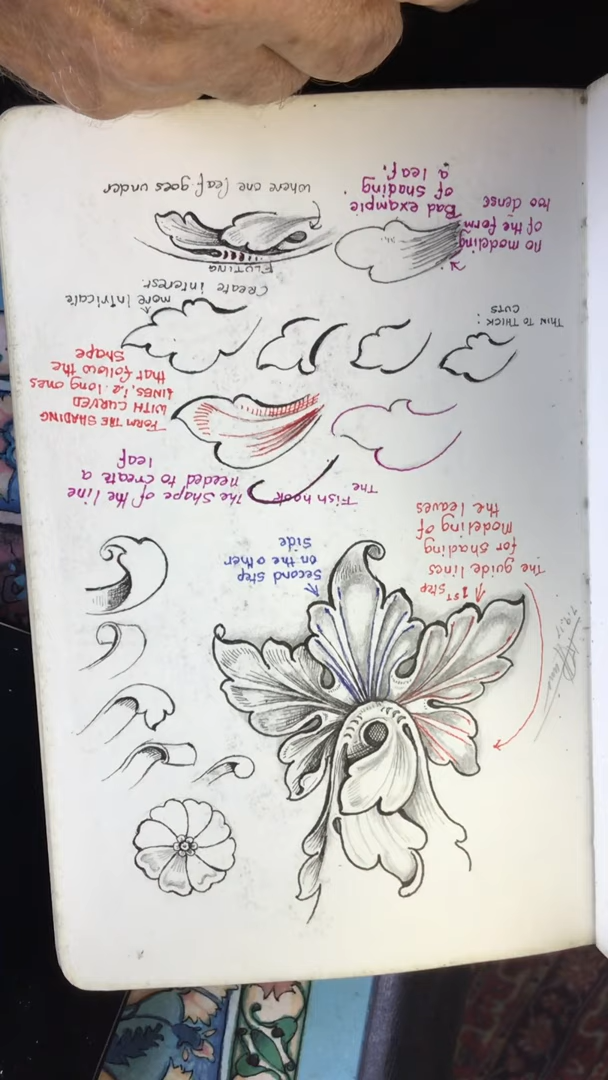 1ST step
The guide lines
for shading
Modeling of
the leaves
Second step
on the other
side
The
Fish hook
The shape of the line
needed to create a
leaf
FORM THE SHADING
WITH CURVED
LINES, i.e. long ones
that follow the
shape
THIN TO THICK:
CUTS
more intricate
Create interest.
FLUTING
no modeling
of the form
too dense
Bad example
of shading
a leaf.
where one leaf goes under